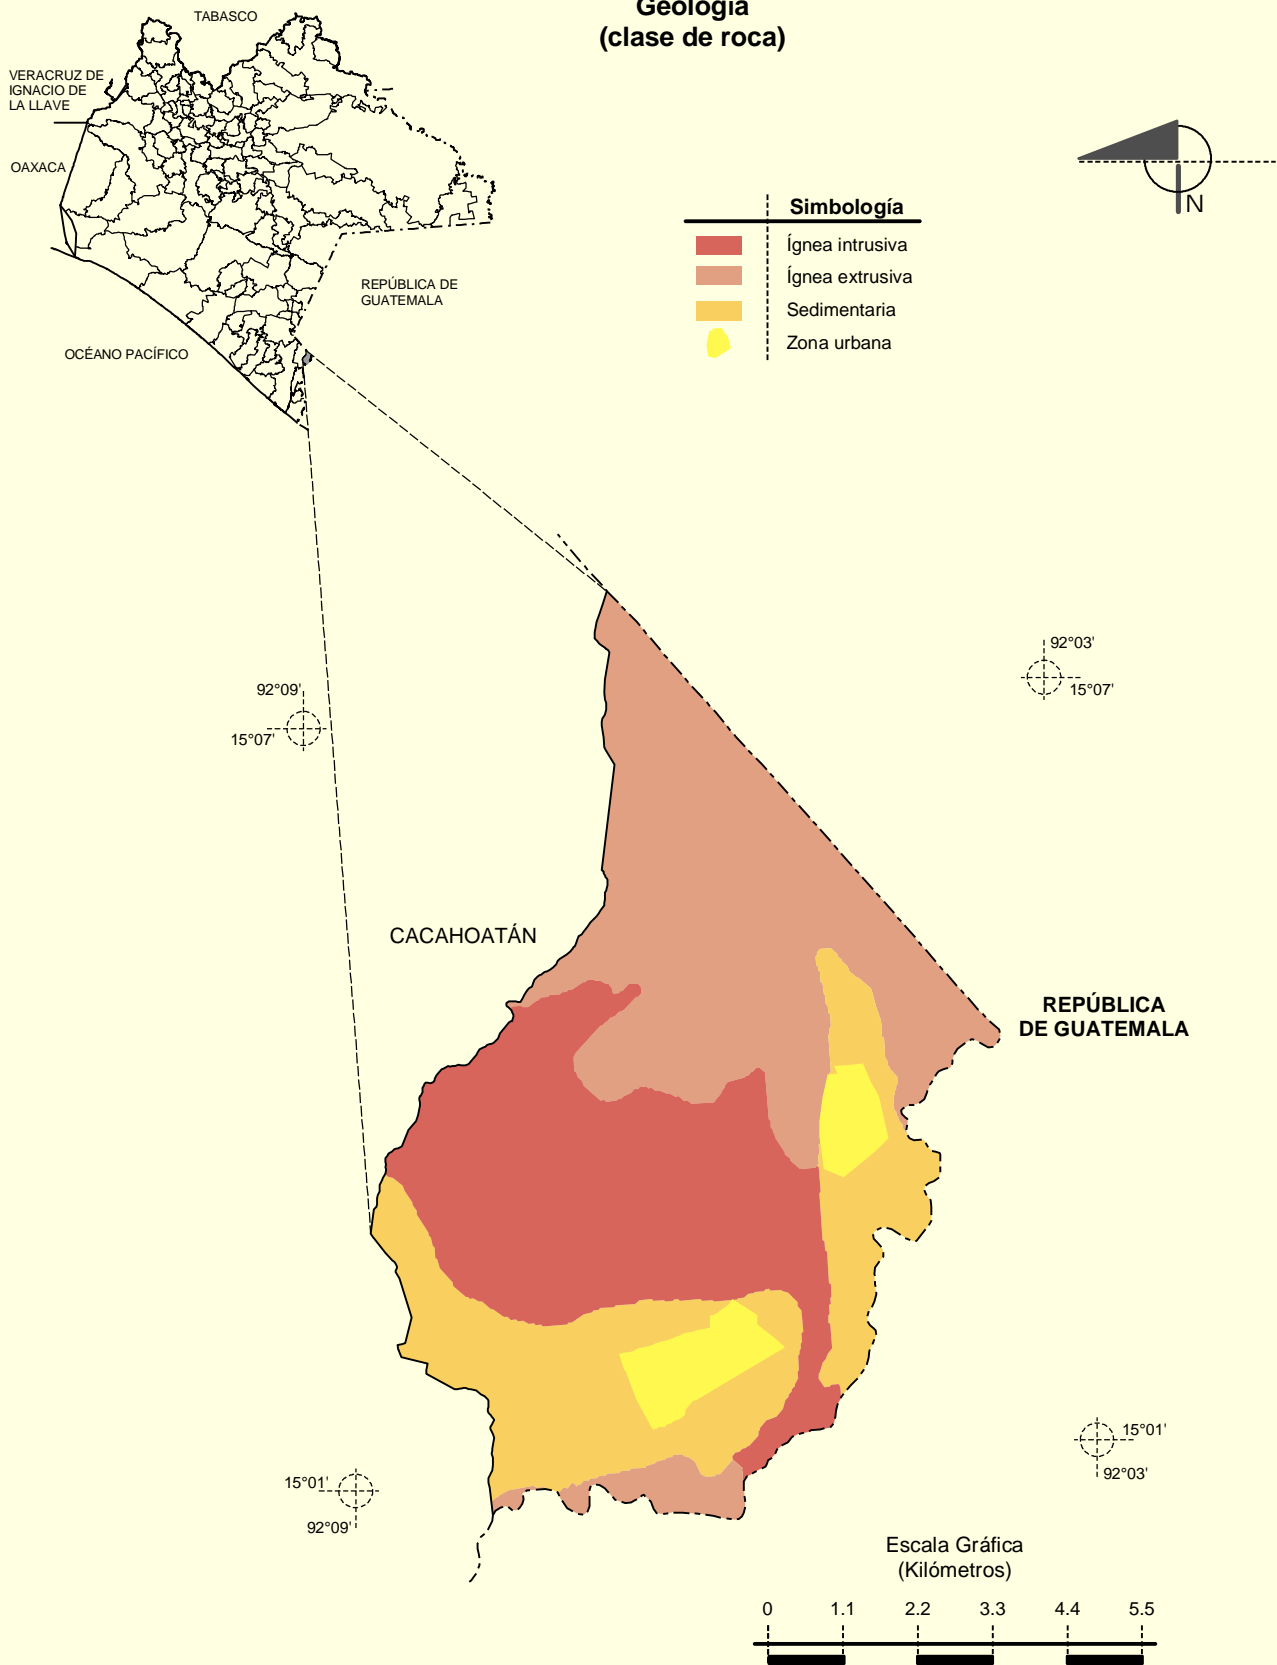 Geología
(clase de roca)
TABASCO
VERACRUZ DE
IGNACIO DE
LA LLAVE
OAXACA
REPÚBLICA DE
GUATEMALA
OCÉANO PACÍFICO
N
Simbología
Ígnea intrusiva
Ígnea extrusiva
Sedimentaria
Zona urbana
92°03'
15°07'
92°09'
15°07'
CACAHOATÁN
REPÚBLICA
DE GUATEMALA
15°01'
92°03'
15°01'
92°09'
Escala Gráfica
(Kilómetros)
0 1.1 2.2 3.3 4.4 5.5